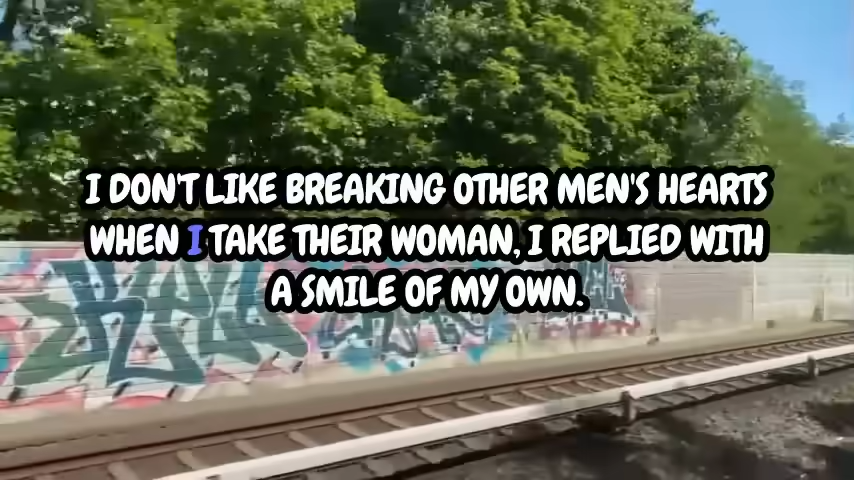 I DON'T LIKE BREAKING OTHER MEN'S HEARTS
WHEN I TAKE THEIR WOMAN, I REPLIED WITH
A SMILE OF MY OWN.